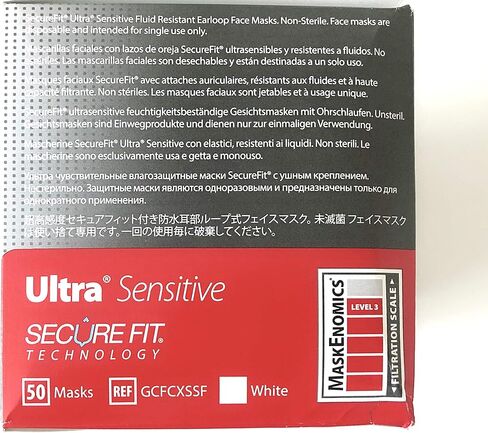 SecureFit® Ultra® Sensitive Fluid Resistant Earloop Face Masks. Non-Sterile. Face masks are
disposable and intended for single use only.
Mascarillas faciales con lazos de oreja SecureFit® ultrasensibles y resistentes a fluidos. No
estériles. Las mascarillas faciales son desechables y están destinadas a un solo uso.
Masques faciaux SecureFit® avec attaches auriculaires, résistants aux fluides et à haute
capacité filtrante. Non stériles. Les masques faciaux sont jetables et à usage unique.
SecureFit® ultrasensitive feuchtigkeitsbeständige Gesichtsmasken mit Ohrschlaufen. Unsteril.
Gesichtsmasken sind Einwegprodukte und dienen nur zur einmaligen Verwendung.
Mascherine SecureFit® Ultra® Sensitive con elastici, resistenti ai liquidi. Non sterili. Le
mascherine sono esclusivamente usa e getta e monouso.
Ультра чувствительные влагозащитные маски SecureFit® с ушным креплением,
нестерильно. Защитные маски являются одноразовыми и предназначены только для
однократного применения.
超高感度セキュアフィット付き防水耳部ループ式フェイスマスク。未滅菌フェイスマスク
は使い捨て専用です。一回の使用毎に破棄してください。
Ultra® Sensitive
SECURE FIT®
TECHNOLOGY
50 Masks
REF GCFCXSSF
White
MASKENOMICS®
LEVEL 3
FILTRATION SCALE